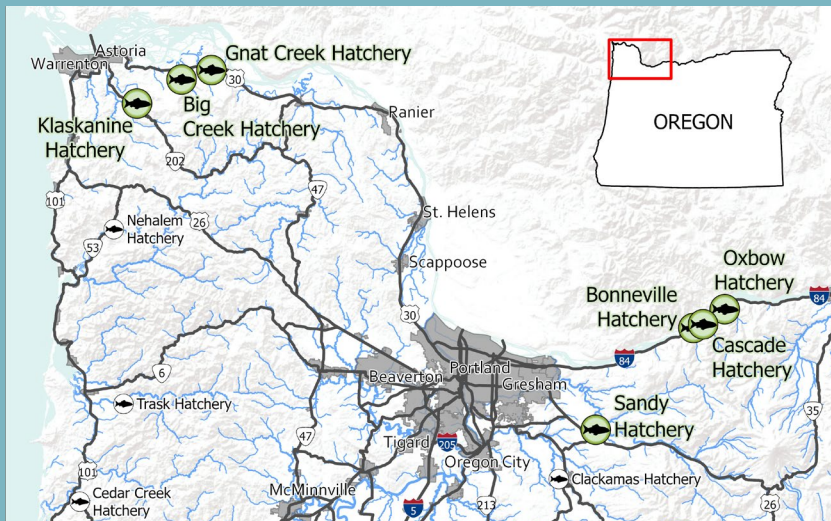 Astoria
Warrenton
Gnat Creek Hatchery
30
Big
Creek Hatchery
Klaskanine
Hatchery
202
Ranier
OREGON
101
47
26
Nehalem
Hatchery
53
St. Helens
Scappoose
30
Oxbow
Hatchery
84
Bonneville
Hatchery
Cascade
Hatchery
84
6
Beaverton
Portland
Gresham
Trask Hatchery
Sandy
Hatchery
35
47
Tigard
205
Oregon City
101
Clackamas Hatchery
McMinnville
Cedar Creek
Hatchery
5
213
26